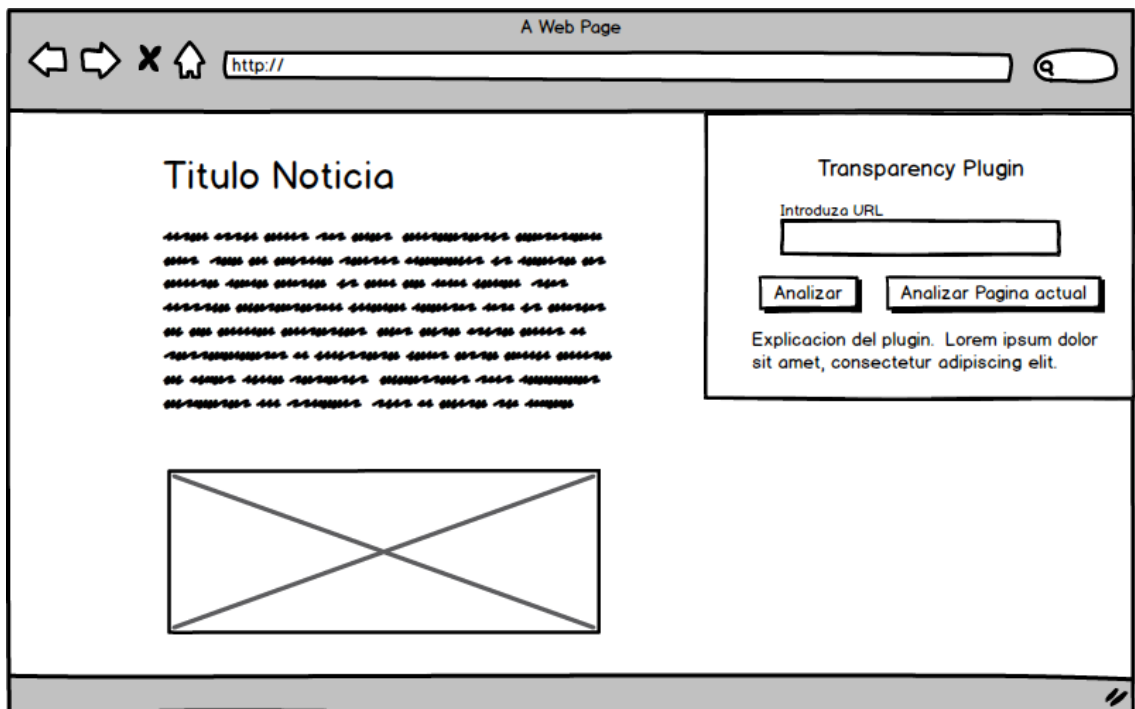 A Web Page
http://
Titulo Noticia
Transparency Plugin
Introduza URL
Analizar
Analizar Pagina actual
Explicacion del plugin. Lorem ipsum dolor
sit amet, consectetur adipiscing elit.